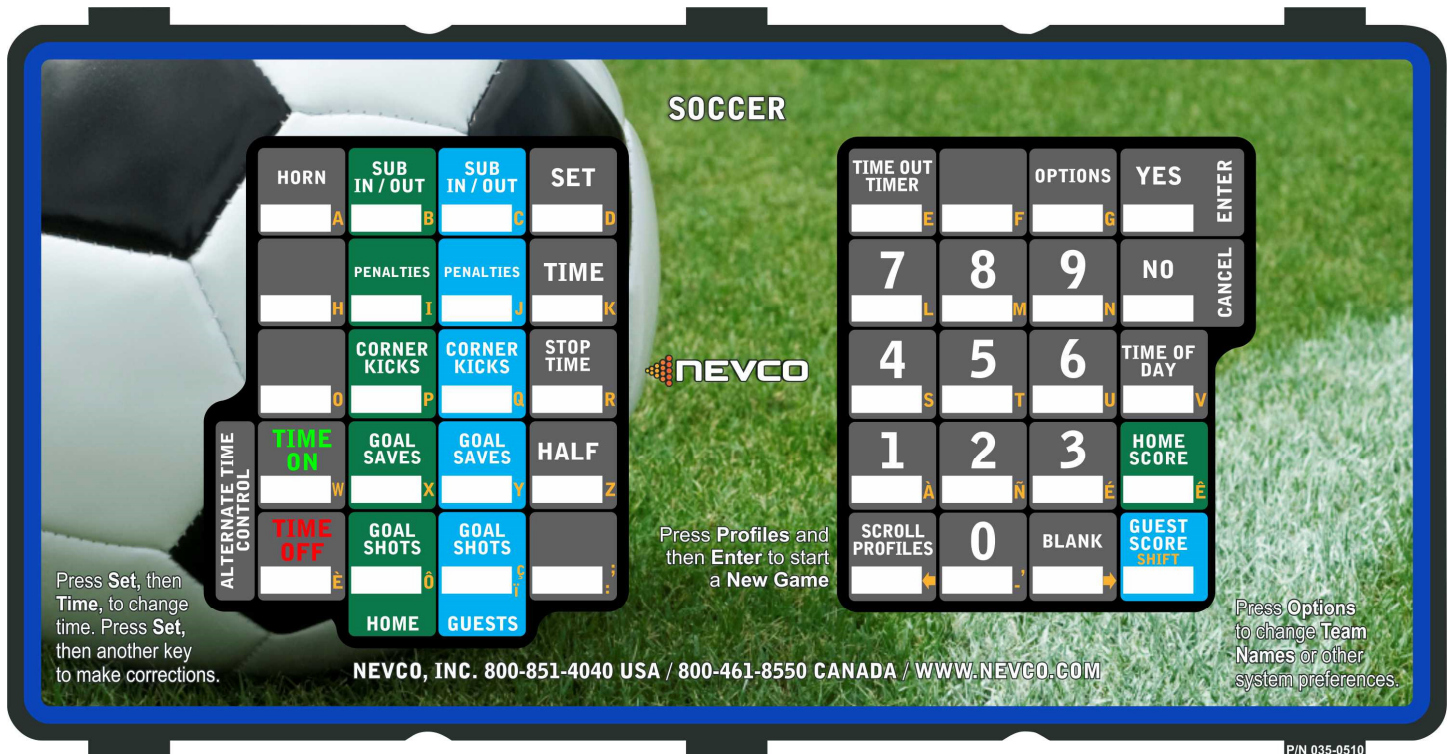 SOCCER
HORN
A
SUB
IN / OUT
B
SUB
IN / OUT
C
SET
D
H
PENALTIES
I
PENALTIES
J
TIME
K
O
CORNER
KICKS
P
CORNER
KICKS
Q
STOP
TIME
R
ALTERNATE TIME
CONTROL
TIME
ON
W
GOAL
SAVES
X
GOAL
SAVES
Y
HALF
Z
TIME
OFF
È
GOAL
SHOTS
Ô
GOAL
SHOTS
Ç
Ï
;
:
HOME
GUESTS
TIME OUT
TIMER
E
F
OPTIONS
G
YES
ENTER
7
L
8
M
9
N
NO
CANCEL
4
S
5
T
6
U
TIME OF
DAY
V
1
À
2
Ñ
3
É
HOME
SCORE
Ê
SCROLL
PROFILES
0
,
-
BLANK
GUEST
SCORE
SHIFT
NEVCO
Press Profiles and
then Enter to start
a New Game
Press Set, then
Time, to change
time. Press Set,
then another key
to make corrections.
Press Options
to change Team
Names or other
system preferences.
NEVCO, INC. 800-851-4040 USA / 800-461-8550 CANADA / WWW.NEVCO.COM
P/N 035-0510